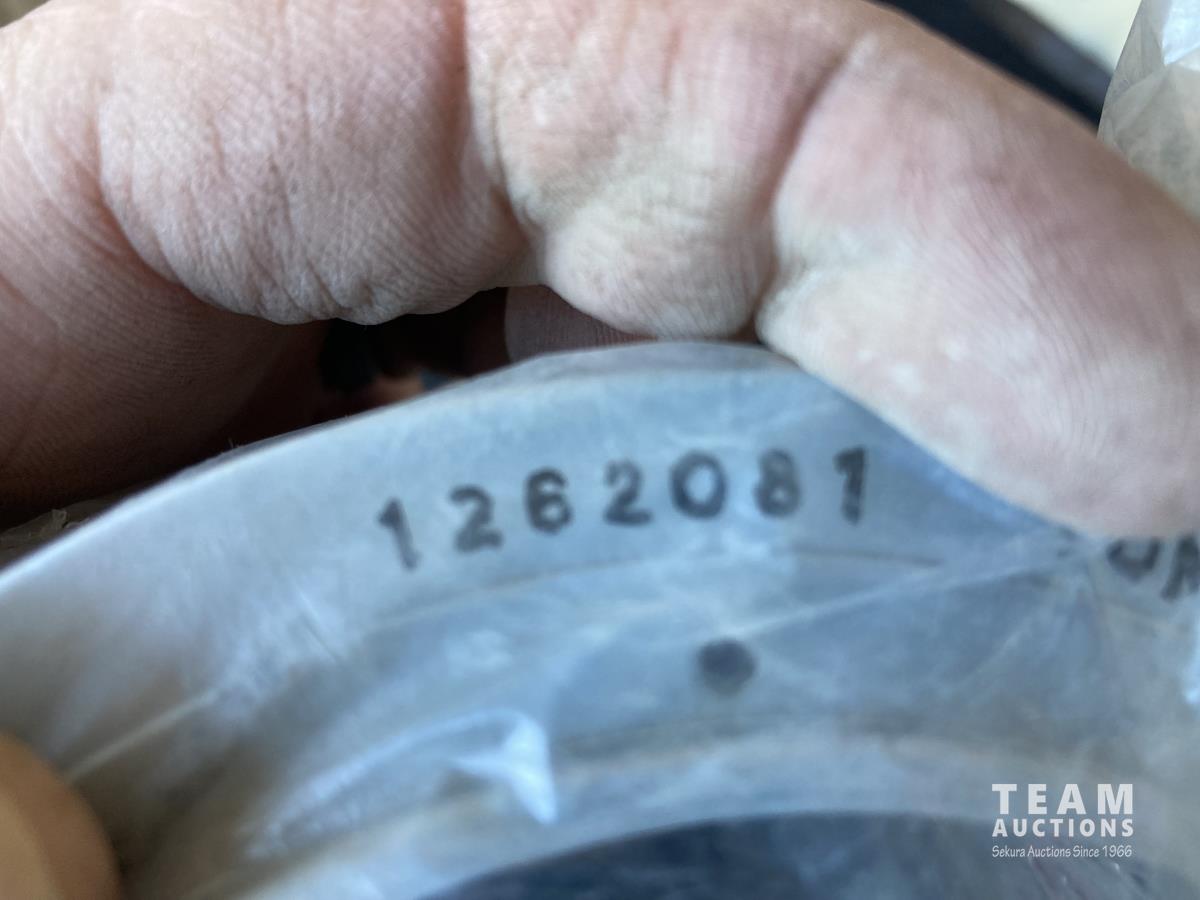 1262081
TEAM
AUCTIONS
Sekura Auctions Since 1966